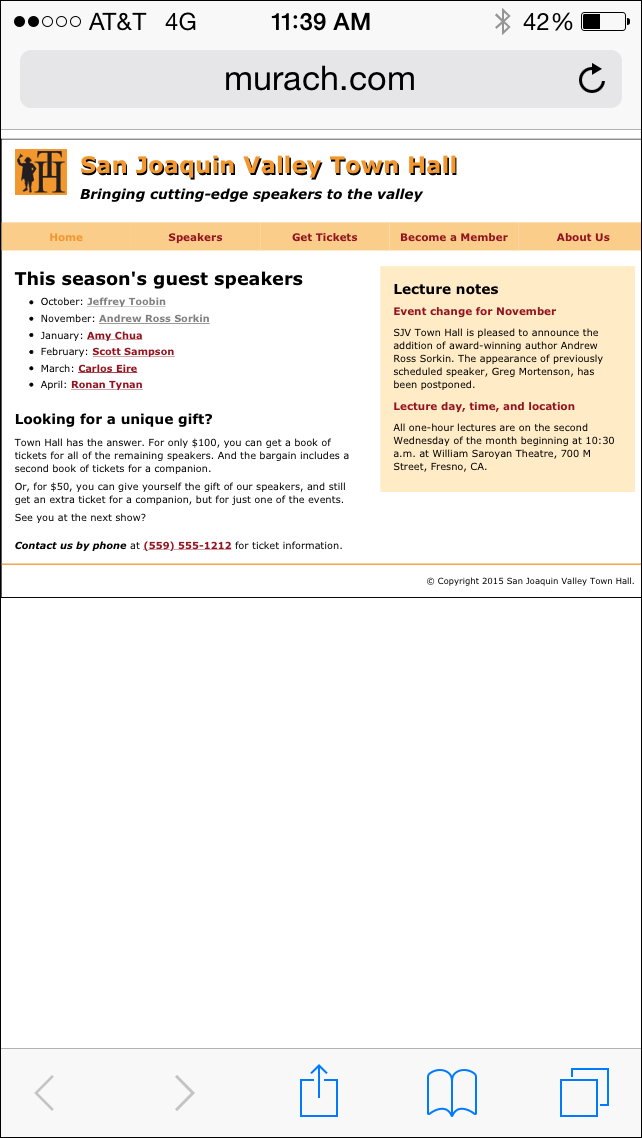 AT&T 4G 11:39 AM 42%
murach.com
TH
San Joaquin Valley Town Hall
Bringing cutting-edge speakers to the valley
Home Speakers Get Tickets Become a Member About Us
This season's guest speakers
• October: Jeffrey Toobin
• November: Andrew Ross Sorkin
• January: Amy Chua
• February: Scott Sampson
• March: Carlos Eire
• April: Ronan Tynan
Looking for a unique gift?
Town Hall has the answer. For only $100, you can get a book of
tickets for all of the remaining speakers. And the bargain includes a
second book of tickets for a companion.
Or, for $50, you can give yourself the gift of our speakers, and still
get an extra ticket for a companion, but for just one of the events.
See you at the next show?
Contact us by phone at (559) 555-1212 for ticket information.
Lecture notes
Event change for November
SJV Town Hall is pleased to announce the
addition of award-winning author Andrew
Ross Sorkin. The appearance of previously
scheduled speaker, Greg Mortenson, has
been postponed.
Lecture day, time, and location
All one-hour lectures are on the second
Wednesday of the month beginning at 10:30
a.m. at William Saroyan Theatre, 700 M
Street, Fresno, CA.
© Copyright 2015 San Joaquin Valley Town Hall.